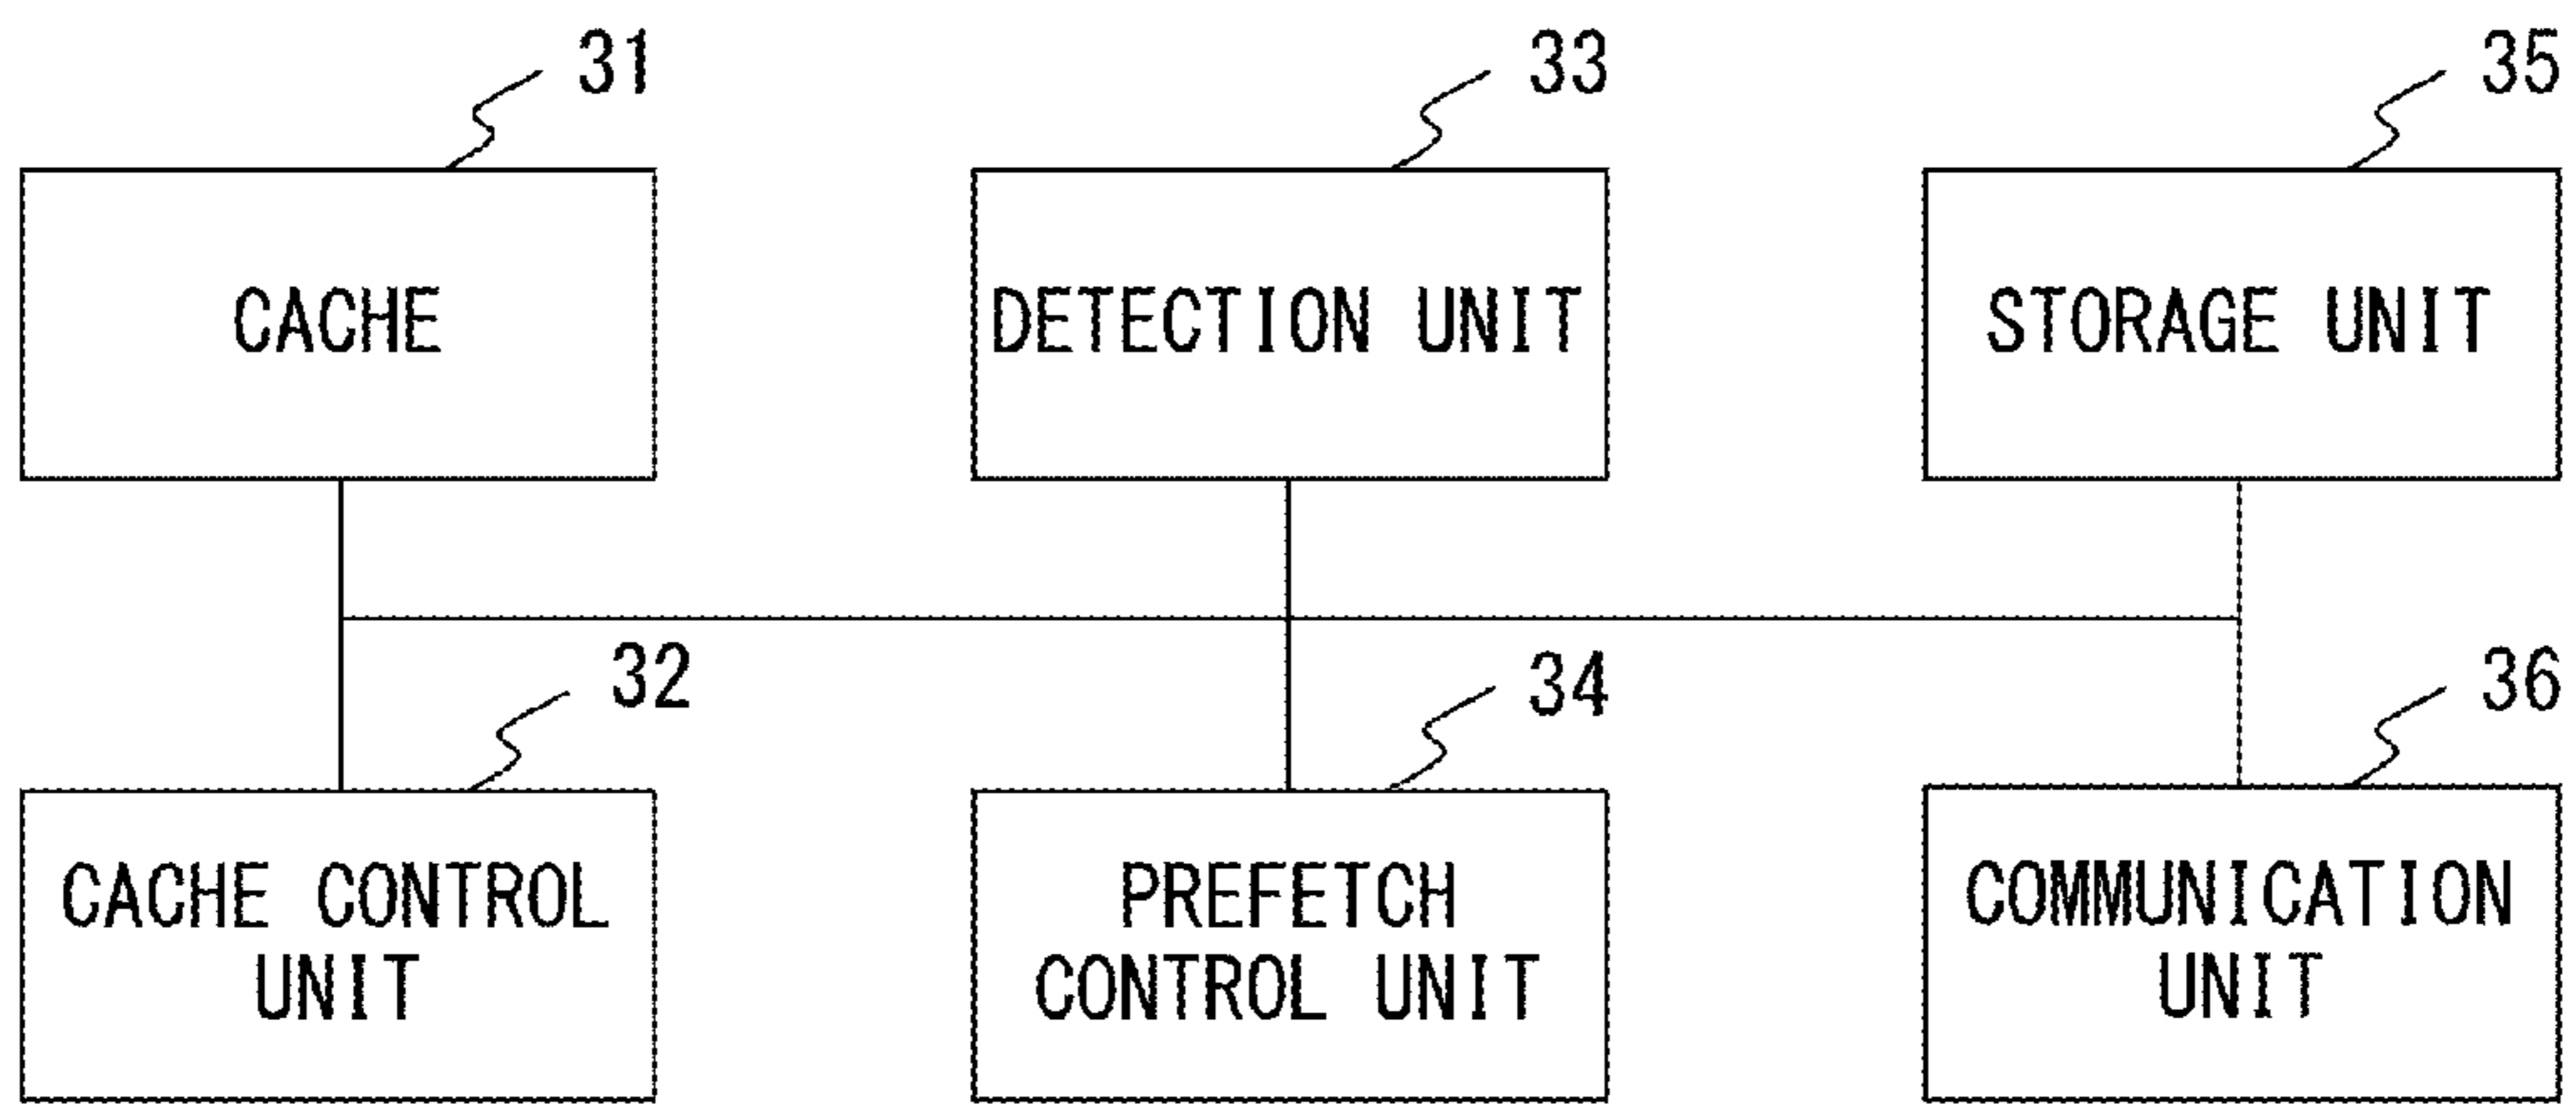 31
33
35
CACHE
DETECTION UNIT
STORAGE UNIT
32
34
36
CACHE CONTROL
UNIT
PREFETCH
CONTROL UNIT
COMMUNICATION
UNIT